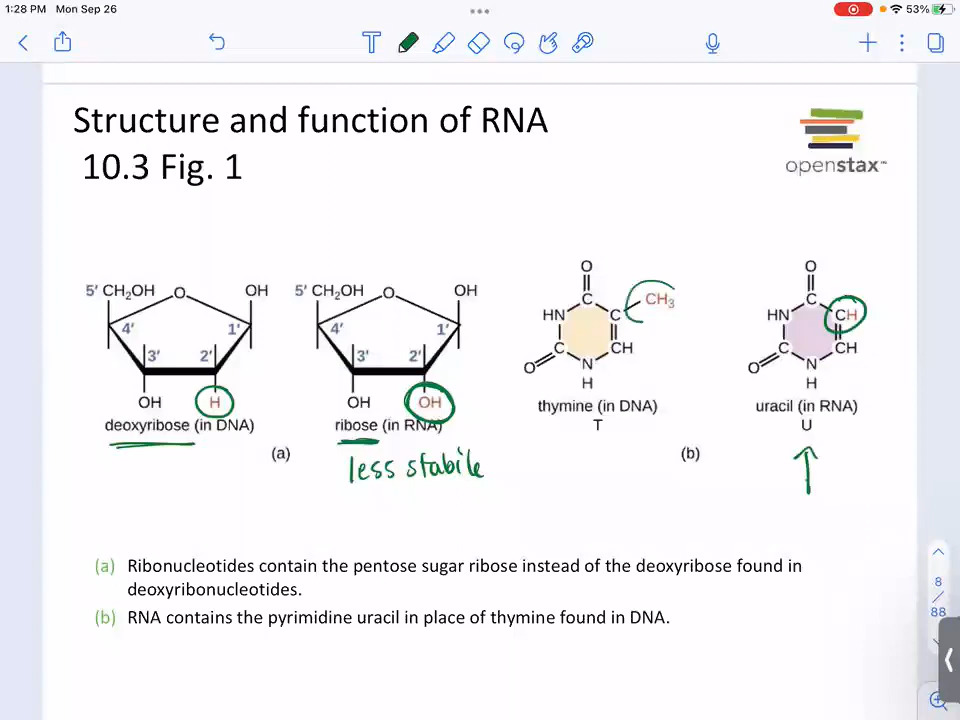 1:28 PM Mon Sep 26
53%
Structure and function of RNA
10.3 Fig. 1
openstax™
5′ CH₂OH O OH
4′ 1′
3′ 2′
OH H
deoxyribose (in DNA)
5′ CH₂OH O OH
4′ 1′
3′ 2′
OH OH
ribose (in RNA)
(a)
less stabile
O
C CH₃
HN C
C CH
O N
H
thymine (in DNA)
T
O
C
HN CH
C CH
O N
H
uracil (in RNA)
U
(b)
(a) Ribonucleotides contain the pentose sugar ribose instead of the deoxyribose found in
deoxyribonucleotides.
(b) RNA contains the pyrimidine uracil in place of thymine found in DNA.
8
/
88